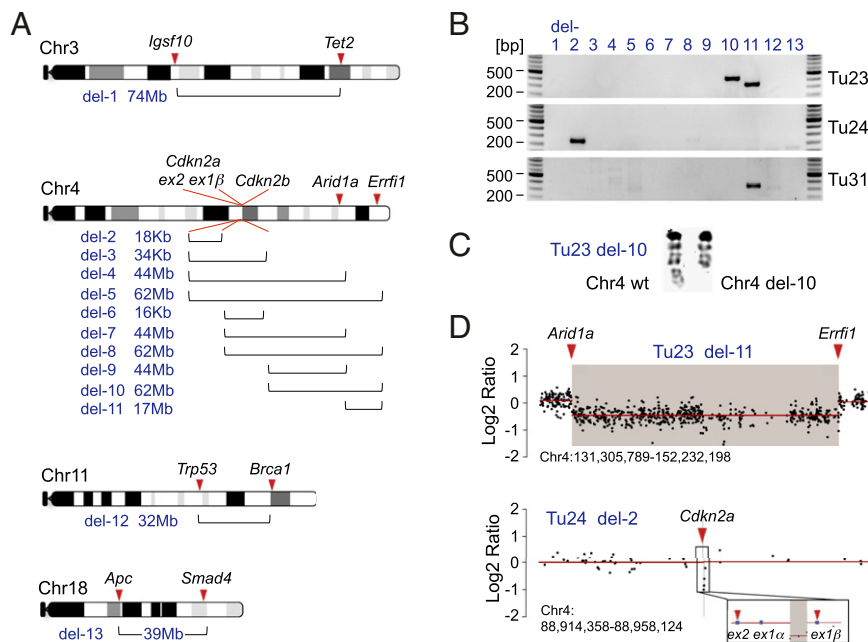 A
Chr3
Igsf10
Tet2
del-1 74Mb
Chr4
Cdkn2a
ex2 ex1β
Cdkn2b
Arid1a
Errfi1
del-2 18Kb
del-3 34Kb
del-4 44Mb
del-5 62Mb
del-6 16Kb
del-7 44Mb
del-8 62Mb
del-9 44Mb
del-10 62Mb
del-11 17Mb
Chr11
Trp53
Brca1
del-12 32Mb
Chr18
Apc
Smad4
del-13 39Mb
B
del-
[bp] 1 2 3 4 5 6 7 8 9 10 11 12 13
500
200
Tu23
500
200
Tu24
500
200
Tu31
C
Tu23 del-10
Chr4 wt
Chr4 del-10
D
Arid1a
Errfi1
Tu23 del-11
Log2 Ratio
2
1
0
-1
-2
Chr4:131,305,789-152,232,198
Tu24 del-2
Cdkn2a
Log2 Ratio
2
1
0
-1
-2
Chr4:
88,914,358-88,958,124
ex2 ex1α ex1β